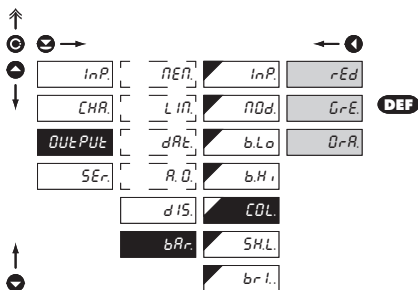 InP. MEM. InP. rEd
CHA. LIM. MOd. GrE. DEF
OUtPUt dAt. b.Lo OrA.
SEr. A.O. b.Hi
dIS. COL.
bAr. SH.L.
brI..